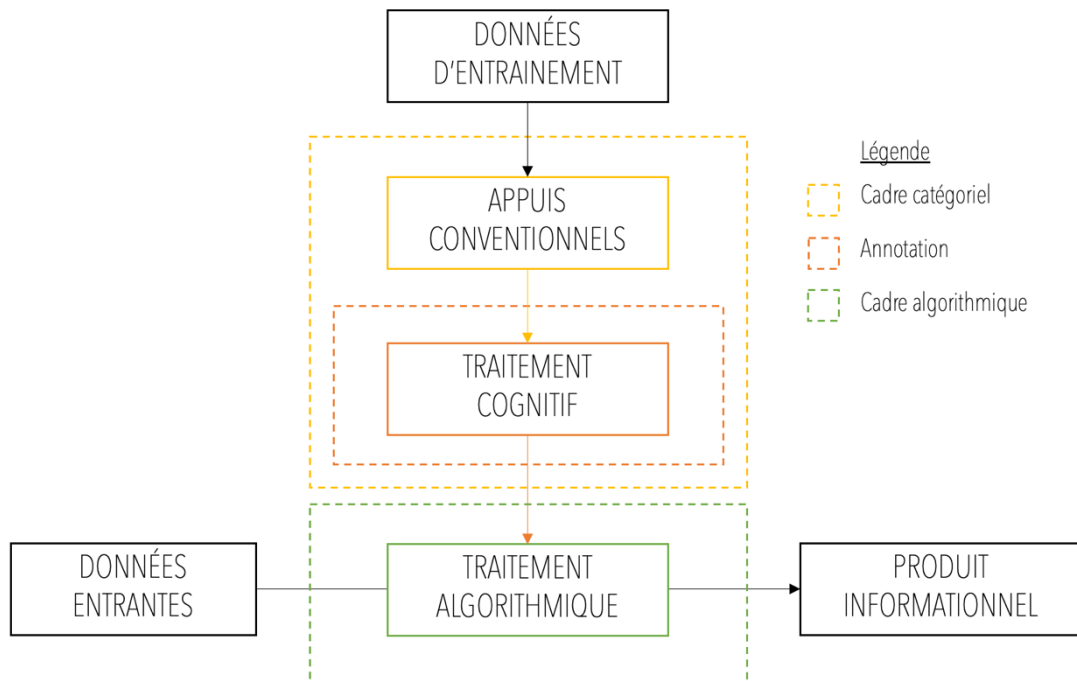 DONNÉES
D'ENTRAINEMENT
Légende
Cadre catégoriel
Annotation
Cadre algorithmique
APPUIS
CONVENTIONNELS
TRAITEMENT
COGNITIF
DONNÉES
ENTRANTES
TRAITEMENT
ALGORITHMIQUE
PRODUIT
INFORMATIONNEL